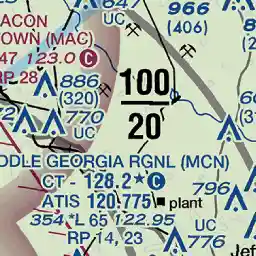 647
UC
966
(406)
ACON
TOWN (MAC)
47 123.0 C
RP 28
886
(320)
770
UC
100
20
(20
DDLE GEORGIA RGNL (MCN)
CT - 128.2 * C
ATIS 120.775
plant
796
354 *L 65 122.95
UC
RP 14, 23
776
Jef